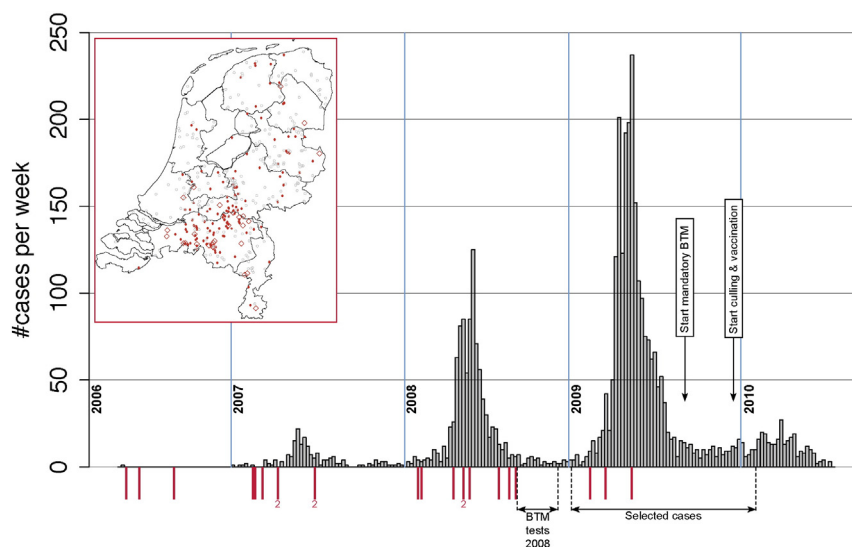 250
200
150
100
50
0
#cases per week
2006
2007
2008
2009
2010
Start mandatory BTM
Start culling & vaccination
2
2
2
BTM
tests
2008
Selected cases